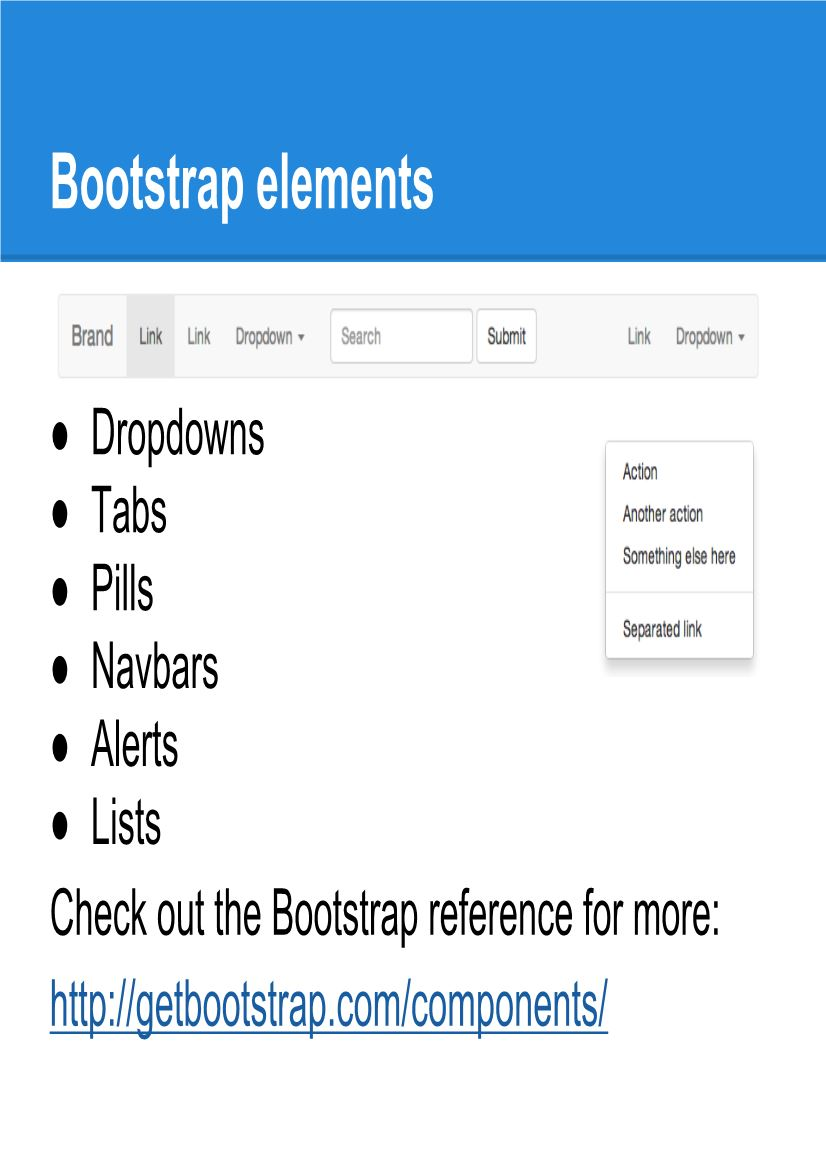 Bootstrap elements
Brand Link Link Dropdown Search Submit Link Dropdown
● Dropdowns
● Tabs
● Pills
● Navbars
● Alerts
● Lists
Action
Another action
Something else here
Separated link
Check out the Bootstrap reference for more:
http://getbootstrap.com/components/